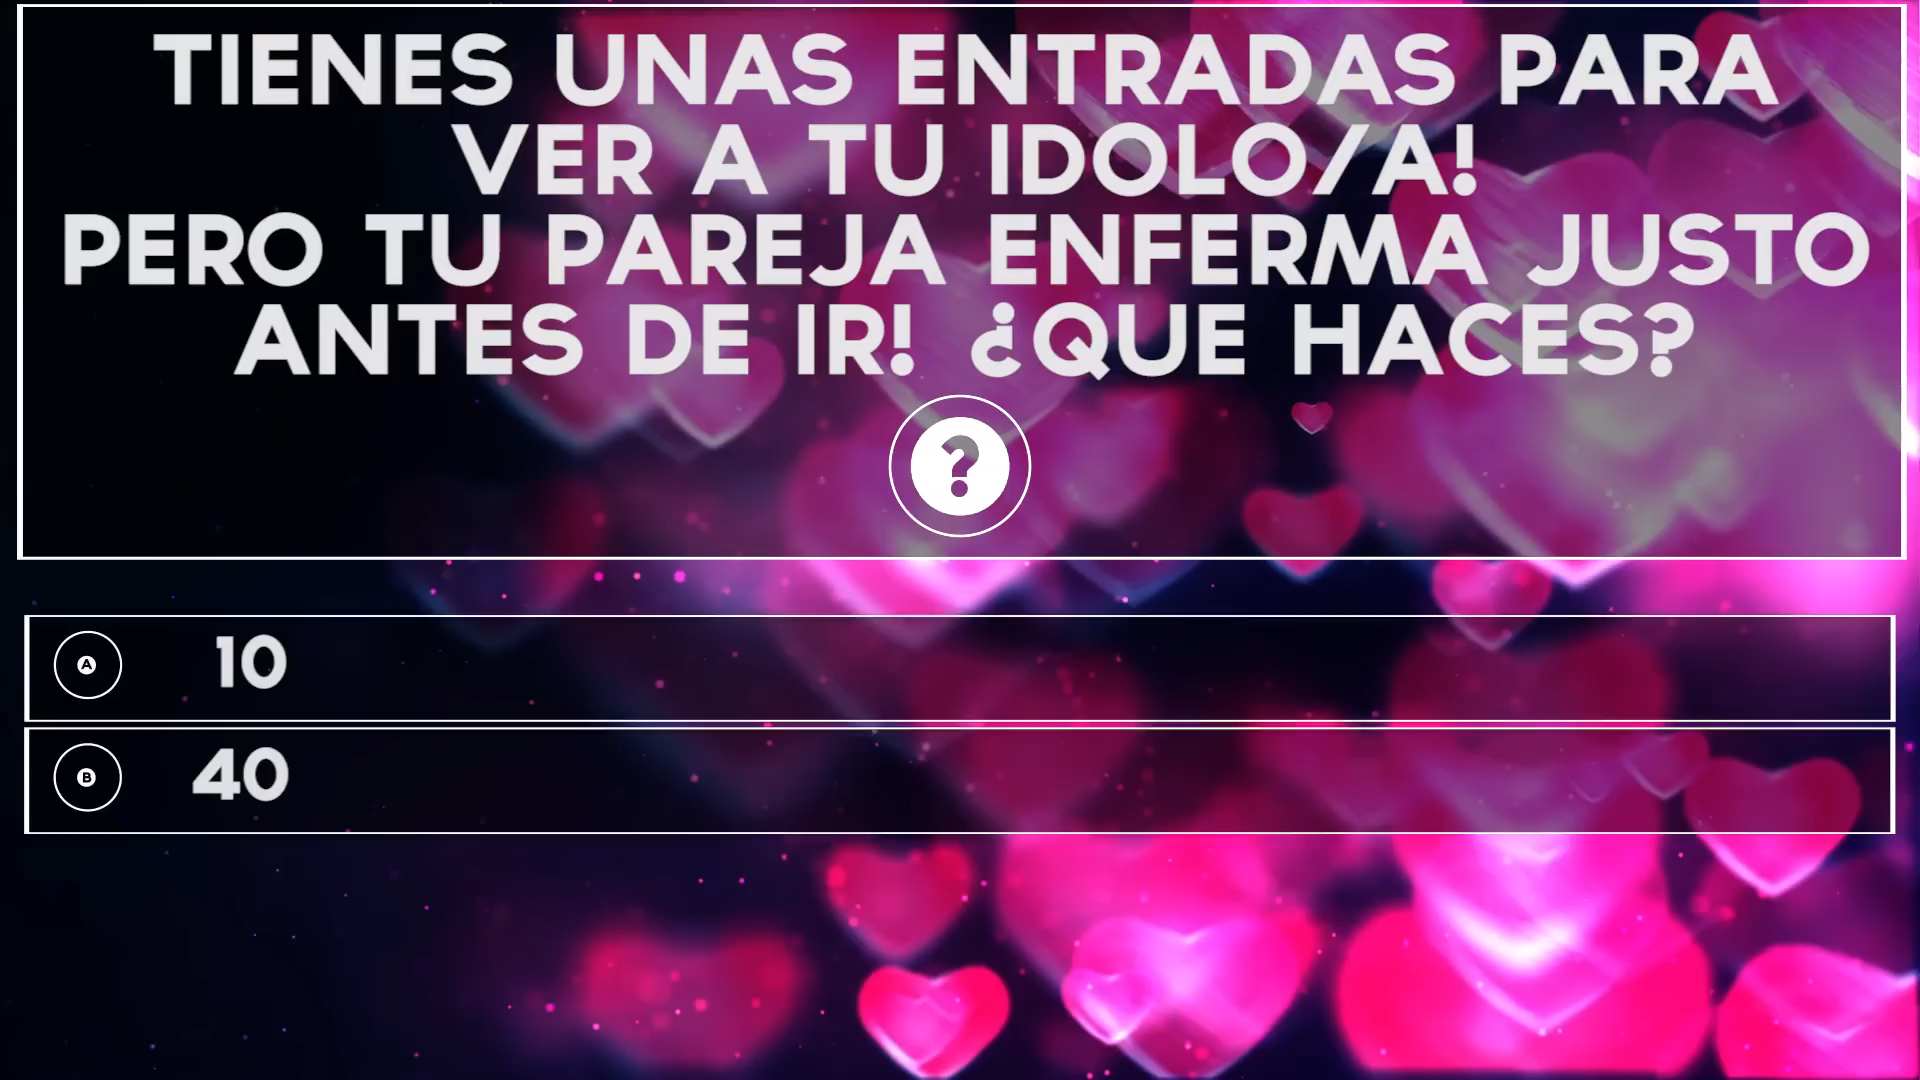 TIENES UNAS ENTRADAS PARA
VER A TU IDOLO/A!
PERO TU PAREJA ENFERMA JUSTO
ANTES DE IR! ¿QUE HACES?
?
A 10
B 40